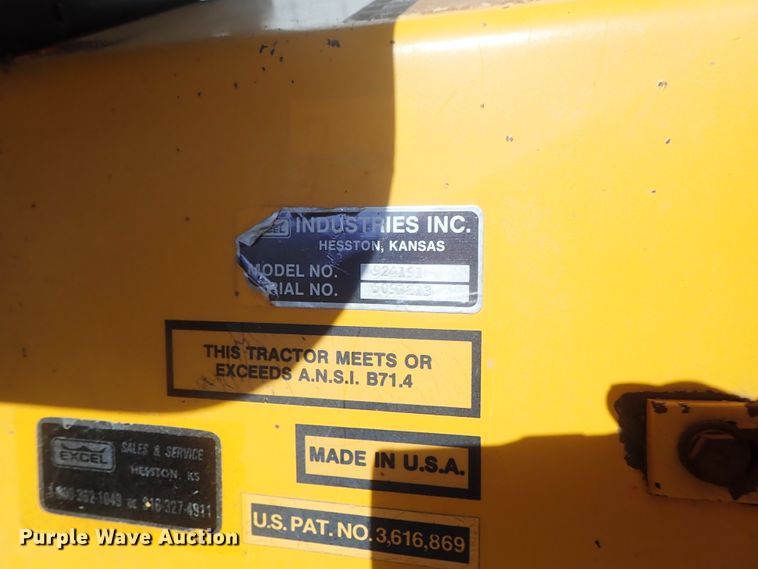 EXCEL INDUSTRIES INC.
HESSTON, KANSAS
MODEL NO.
SERIAL NO.
THIS TRACTOR MEETS OR
EXCEEDS A.N.S.I. B71.4
EXCEL SALES & SERVICE
HESSTON, KS
MADE IN U.S.A.
U.S. PAT. NO. 3,616,869
Purple Wave Auction